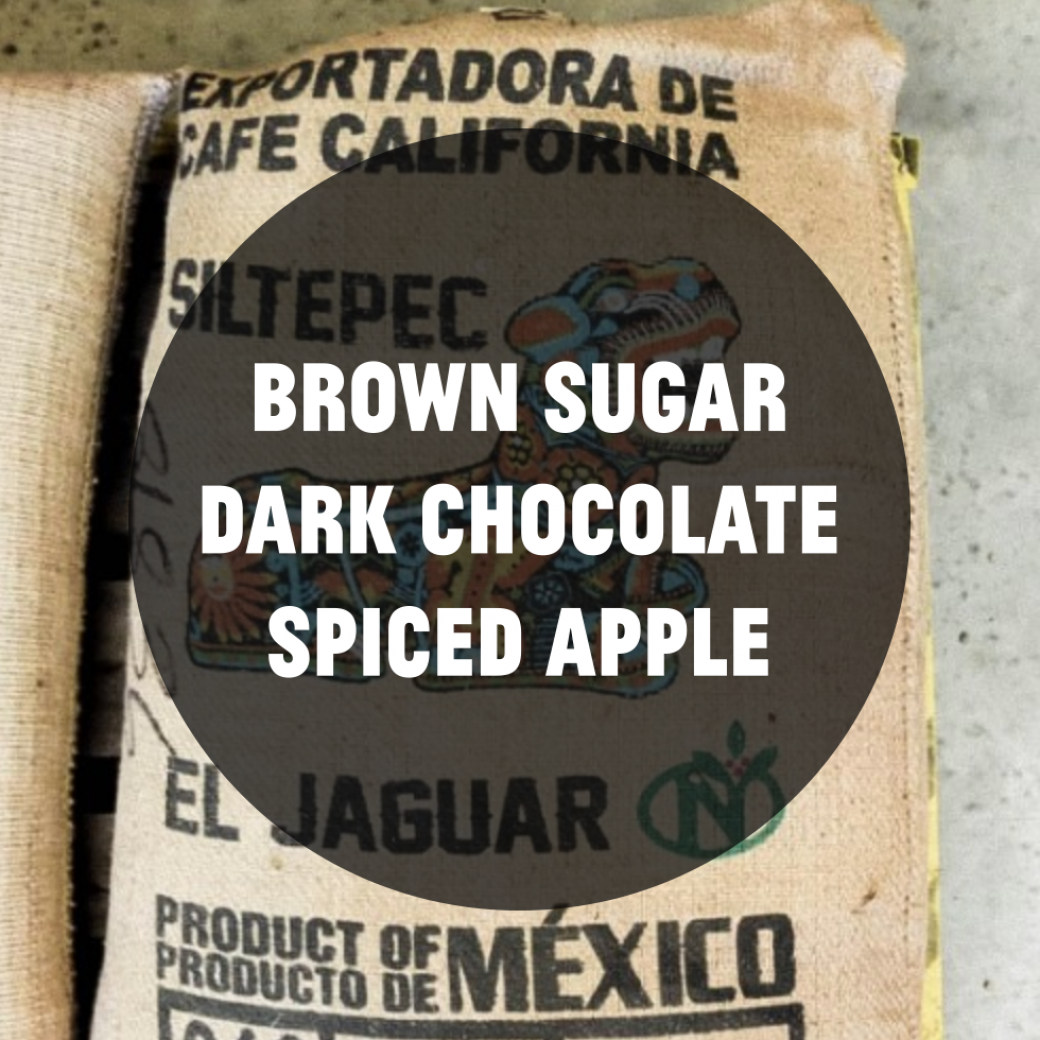 EXPORTADORA DE
CAFE CALIFORNIA
SILTEPEC
BROWN SUGAR
DARK CHOCOLATE
SPICED APPLE
EL JAGUAR
PRODUCT OF
PRODUCTO DE
MÉXICO